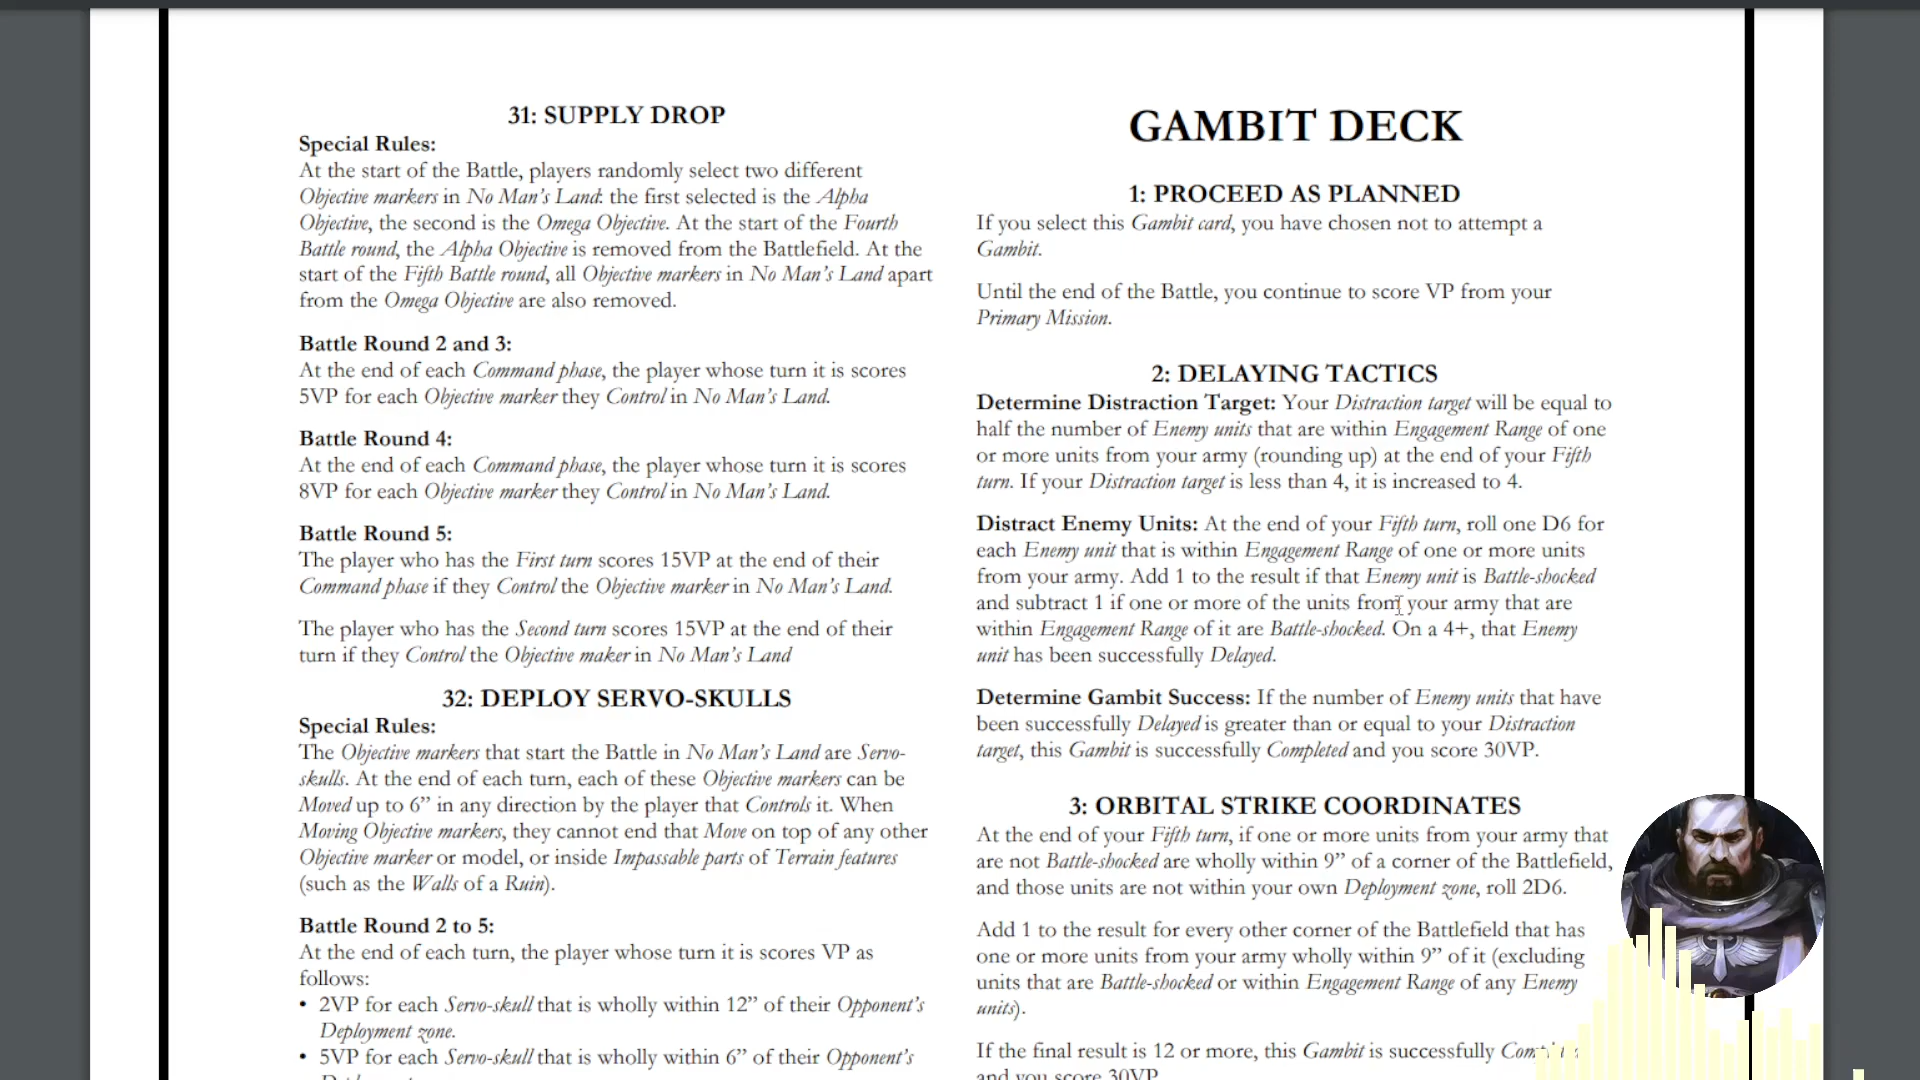 31: SUPPLY DROP
Special Rules:
At the start of the Battle, players randomly select two different
Objective markers in No Man's Land: the first selected is the Alpha
Objective, the second is the Omega Objective. At the start of the Fourth
Battle round, the Alpha Objective is removed from the Battlefield. At the
start of the Fifth Battle round, all Objective markers in No Man's Land apart
from the Omega Objective are also removed.
Battle Round 2 and 3:
At the end of each Command phase, the player whose turn it is scores
5VP for each Objective marker they Control in No Man's Land.
Battle Round 4:
At the end of each Command phase, the player whose turn it is scores
8VP for each Objective marker they Control in No Man's Land.
Battle Round 5:
The player who has the First turn scores 15VP at the end of their
Command phase if they Control the Objective marker in No Man's Land.
The player who has the Second turn scores 15VP at the end of their
turn if they Control the Objective maker in No Man's Land
32: DEPLOY SERVO-SKULLS
Special Rules:
The Objective markers that start the Battle in No Man's Land are Servo-
skulls. At the end of each turn, each of these Objective markers can be
Moved up to 6” in any direction by the player that Controls it. When
Moving Objective markers, they cannot end that Move on top of any other
Objective marker or model, or inside Impassable parts of Terrain features
(such as the Walls of a Ruin).
Battle Round 2 to 5:
At the end of each turn, the player whose turn it is scores VP as
follows:
• 2VP for each Servo-skull that is wholly within 12” of their Opponent's
Deployment zone.
• 5VP for each Servo-skull that is wholly within 6” of their Opponent's
GAMBIT DECK
1: PROCEED AS PLANNED
If you select this Gambit card, you have chosen not to attempt a
Gambit.
Until the end of the Battle, you continue to score VP from your
Primary Mission.
2: DELAYING TACTICS
Determine Distraction Target: Your Distraction target will be equal to
half the number of Enemy units that are within Engagement Range of one
or more units from your army (rounding up) at the end of your Fifth
turn. If your Distraction target is less than 4, it is increased to 4.
Distract Enemy Units: At the end of your Fifth turn, roll one D6 for
each Enemy unit that is within Engagement Range of one or more units
from your army. Add 1 to the result if that Enemy unit is Battle-shocked
and subtract 1 if one or more of the units from your army that are
within Engagement Range of it are Battle-shocked. On a 4+, that Enemy
unit has been successfully Delayed.
Determine Gambit Success: If the number of Enemy units that have
been successfully Delayed is greater than or equal to your Distraction
target, this Gambit is successfully Completed and you score 30VP.
3: ORBITAL STRIKE COORDINATES
At the end of your Fifth turn, if one or more units from your army that
are not Battle-shocked are wholly within 9” of a corner of the Battlefield,
and those units are not within your own Deployment zone, roll 2D6.
Add 1 to the result for every other corner of the Battlefield that has
one or more units from your army wholly within 9” of it (excluding
units that are Battle-shocked or within Engagement Range of any Enemy
units).
If the final result is 12 or more, this Gambit is successfully
and you score 30VP.